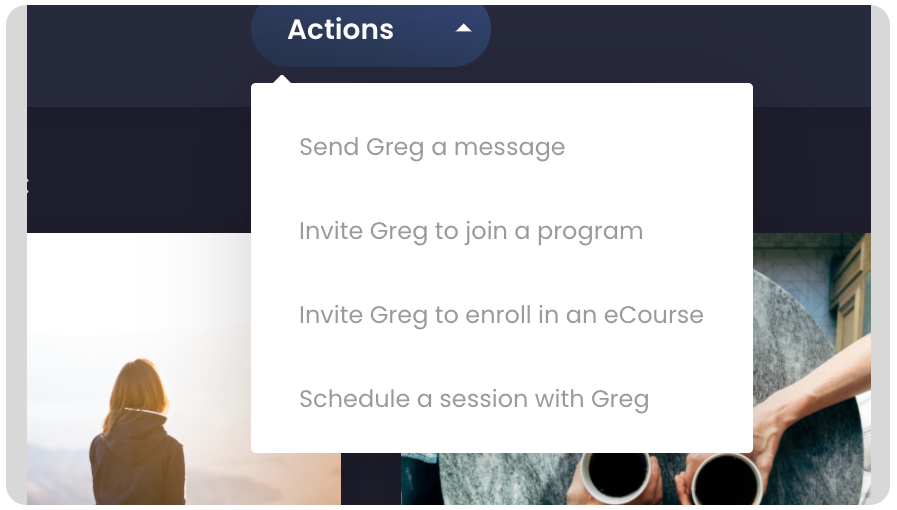 Actions
Send Greg a message
Invite Greg to join a program
Invite Greg to enroll in an eCourse
Schedule a session with Greg